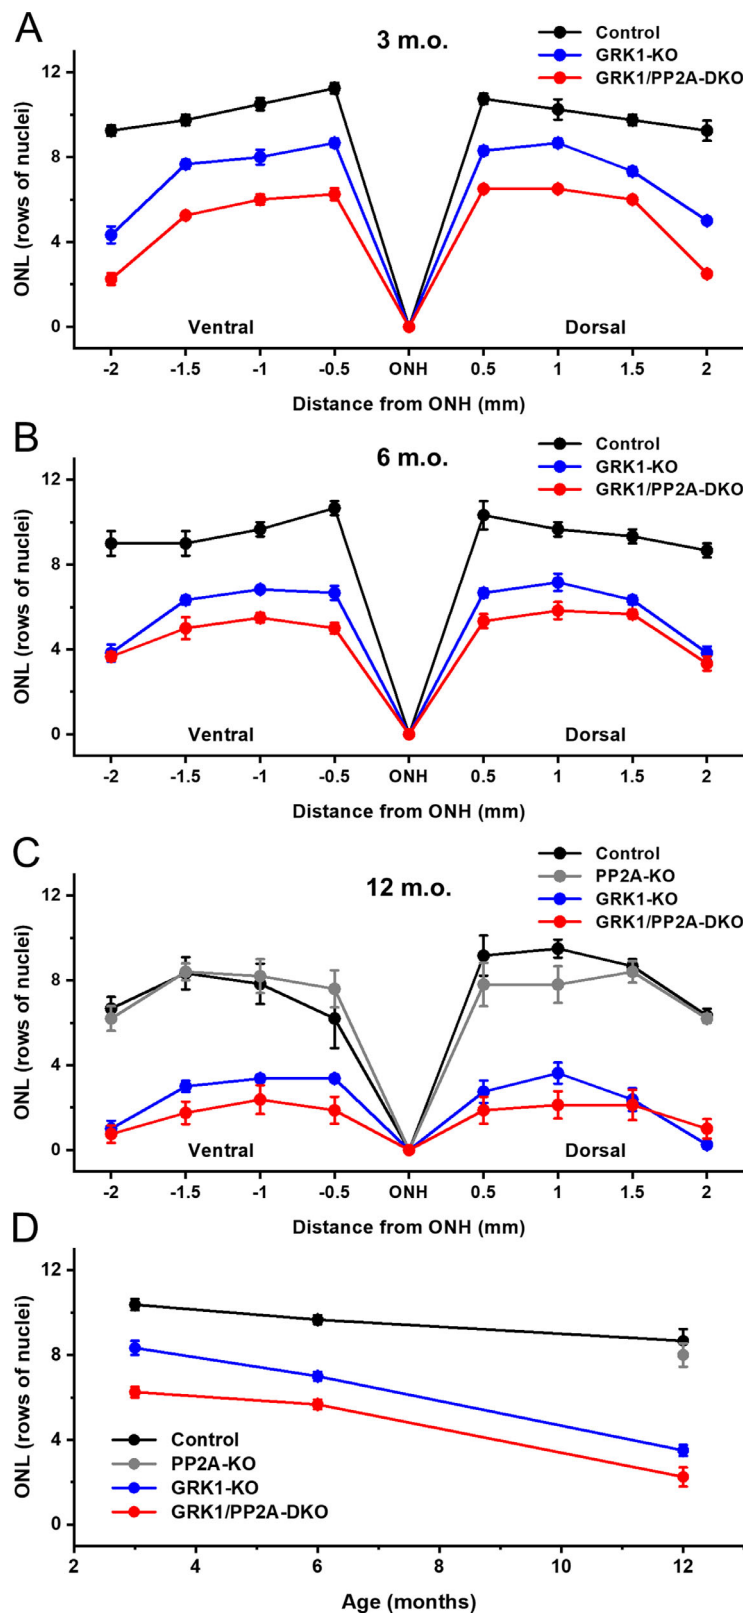 A
3 m.o.
Control
GRK1-KO
GRK1/PP2A-DKO
ONL (rows of nuclei)
12
8
4
0
Ventral
Dorsal
-2 -1.5 -1 -0.5 ONH 0.5 1 1.5 2
Distance from ONH (mm)
B
6 m.o.
Control
GRK1-KO
GRK1/PP2A-DKO
ONL (rows of nuclei)
12
8
4
0
Ventral
Dorsal
-2 -1.5 -1 -0.5 ONH 0.5 1 1.5 2
Distance from ONH (mm)
C
12 m.o.
Control
PP2A-KO
GRK1-KO
GRK1/PP2A-DKO
ONL (rows of nuclei)
12
8
4
0
Ventral
Dorsal
-2 -1.5 -1 -0.5 ONH 0.5 1 1.5 2
Distance from ONH (mm)
D
ONL (rows of nuclei)
12
8
4
0
Control
PP2A-KO
GRK1-KO
GRK1/PP2A-DKO
2 4 6 8 10 12
Age (months)